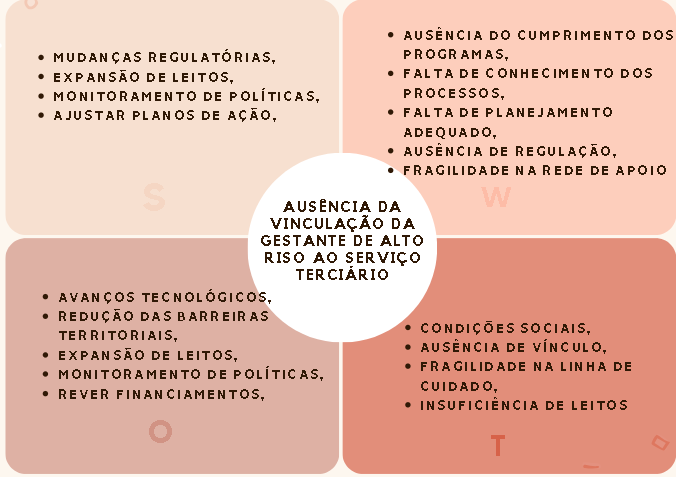 • MUDANÇAS REGULATÓRIAS,
• EXPANSÃO DE LEITOS,
• MONITORAMENTO DE POLÍTICAS,
• AJUSTAR PLANOS DE AÇÃO,
S
• AUSÊNCIA DO CUMPRIMENTO DOS
PROGRAMAS,
• FALTA DE CONHECIMENTO DOS
PROCESSOS,
• FALTA DE PLANEJAMENTO
ADEQUADO,
• AUSÊNCIA DE REGULAÇÃO,
• FRAGILIDADE NA REDE DE APOIO
W
AUSÊNCIA DA
VINCULAÇÃO DA
GESTANTE DE ALTO
RISO AO SERVIÇO
TERCIÁRIO
• AVANÇOS TECNOLÓGICOS,
• REDUÇÃO DAS BARREIRAS
TERRITORIAIS,
• EXPANSÃO DE LEITOS,
• MONITORAMENTO DE POLÍTICAS,
• REVER FINANCIAMENTOS,
O
• CONDIÇÕES SOCIAIS,
• AUSÊNCIA DE VÍNCULO,
• FRAGILIDADE NA LINHA DE
CUIDADO,
• INSUFICIÊNCIA DE LEITOS
T